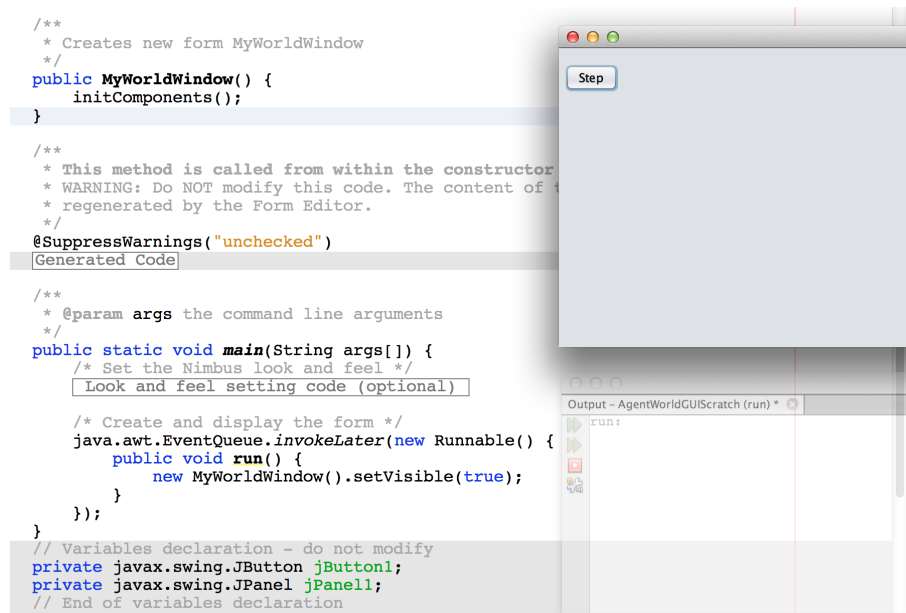 /**
 * Creates new form MyWorldWindow
 */
public MyWorldWindow() {
    initComponents();
}
/**
 * This method is called from within the constructor
 * WARNING: Do NOT modify this code. The content of
 * regenerated by the Form Editor.
 */
@SuppressWarnings("unchecked")
Generated Code
/**
 * @param args the command line arguments
 */
public static void main(String args[]) {
    /* Set the Nimbus look and feel */
    Look and feel setting code (optional)
    /* Create and display the form */
    java.awt.EventQueue.invokeLater(new Runnable() {
        public void run() {
            new MyWorldWindow().setVisible(true);
        }
    });
}
// Variables declaration - do not modify
private javax.swing.JButton jButton1;
private javax.swing.JPanel jPanel1;
// End of variables declaration
Step
Output - AgentWorldGUIScratch (run) *
run: